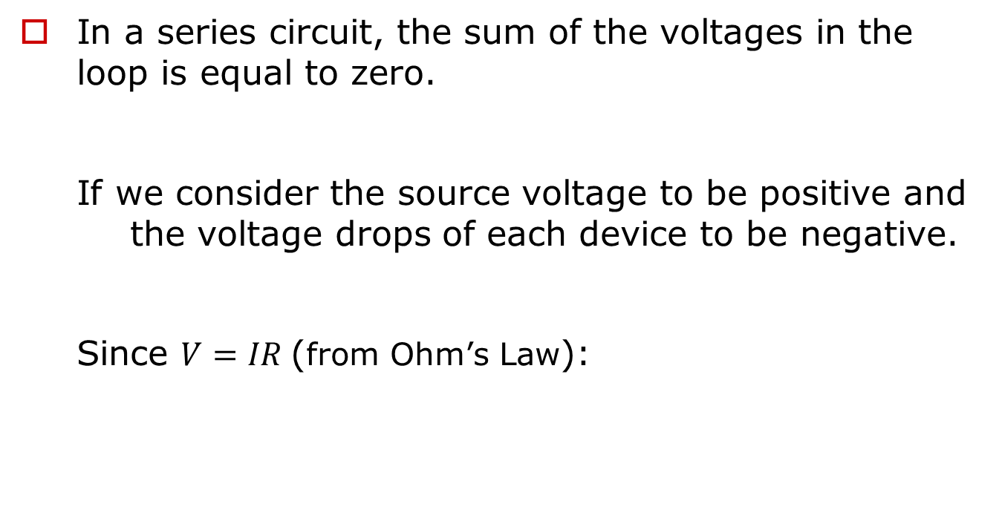 In a series circuit, the sum of the voltages in the
loop is equal to zero.
If we consider the source voltage to be positive and
the voltage drops of each device to be negative.
Since V = IR (from Ohm’s Law):